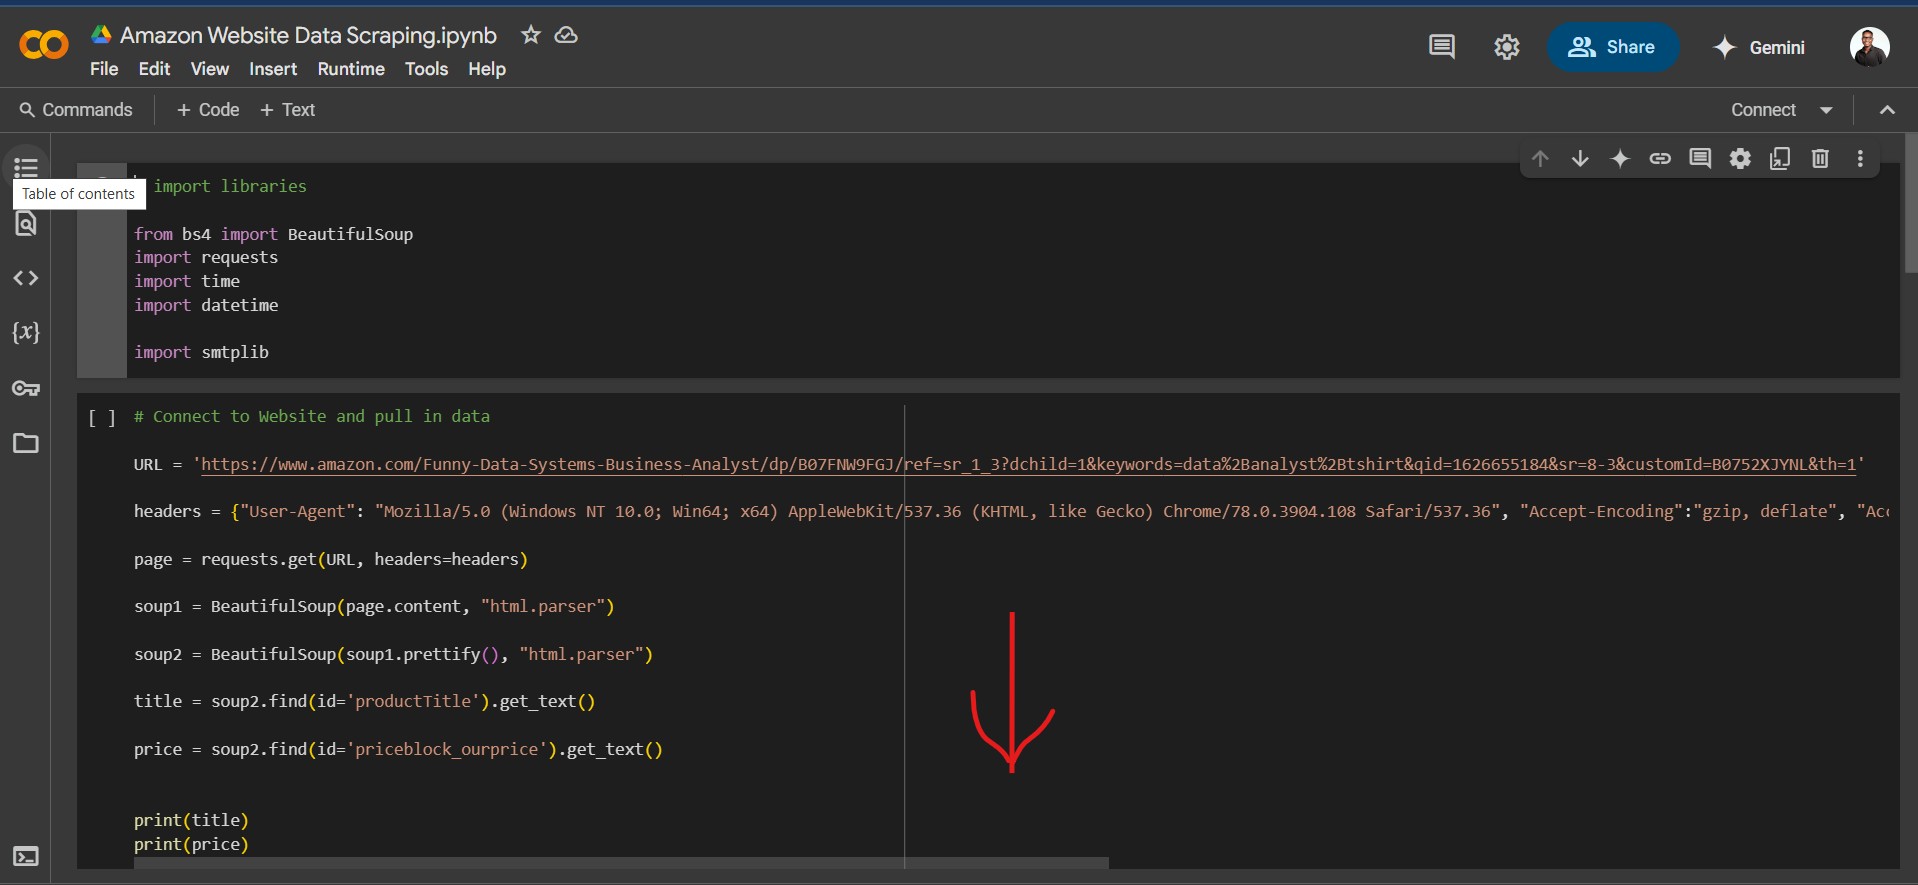 Amazon Website Data Scraping.ipynb
File Edit View Insert Runtime Tools Help
Share
Gemini
Commands + Code + Text
Connect
Table of contents
import libraries
from bs4 import BeautifulSoup
import requests
import time
import datetime
import smtplib
[ ] # Connect to Website and pull in data
URL = 'https://www.amazon.com/Funny-Data-Systems-Business-Analyst/dp/B07FNW9FGJ/ref=sr_1_3?dchild=1&keywords=data%2Banalyst%2Btshirt&qid=1626655184&sr=8-3&customId=B0752XJYNL&th=1'
headers = {"User-Agent": "Mozilla/5.0 (Windows NT 10.0; Win64; x64) AppleWebKit/537.36 (KHTML, like Gecko) Chrome/78.0.3904.108 Safari/537.36", "Accept-Encoding":"gzip, deflate", "Acc
page = requests.get(URL, headers=headers)
soup1 = BeautifulSoup(page.content, "html.parser")
soup2 = BeautifulSoup(soup1.prettify(), "html.parser")
title = soup2.find(id='productTitle').get_text()
price = soup2.find(id='priceblock_ourprice').get_text()
print(title)
print(price)